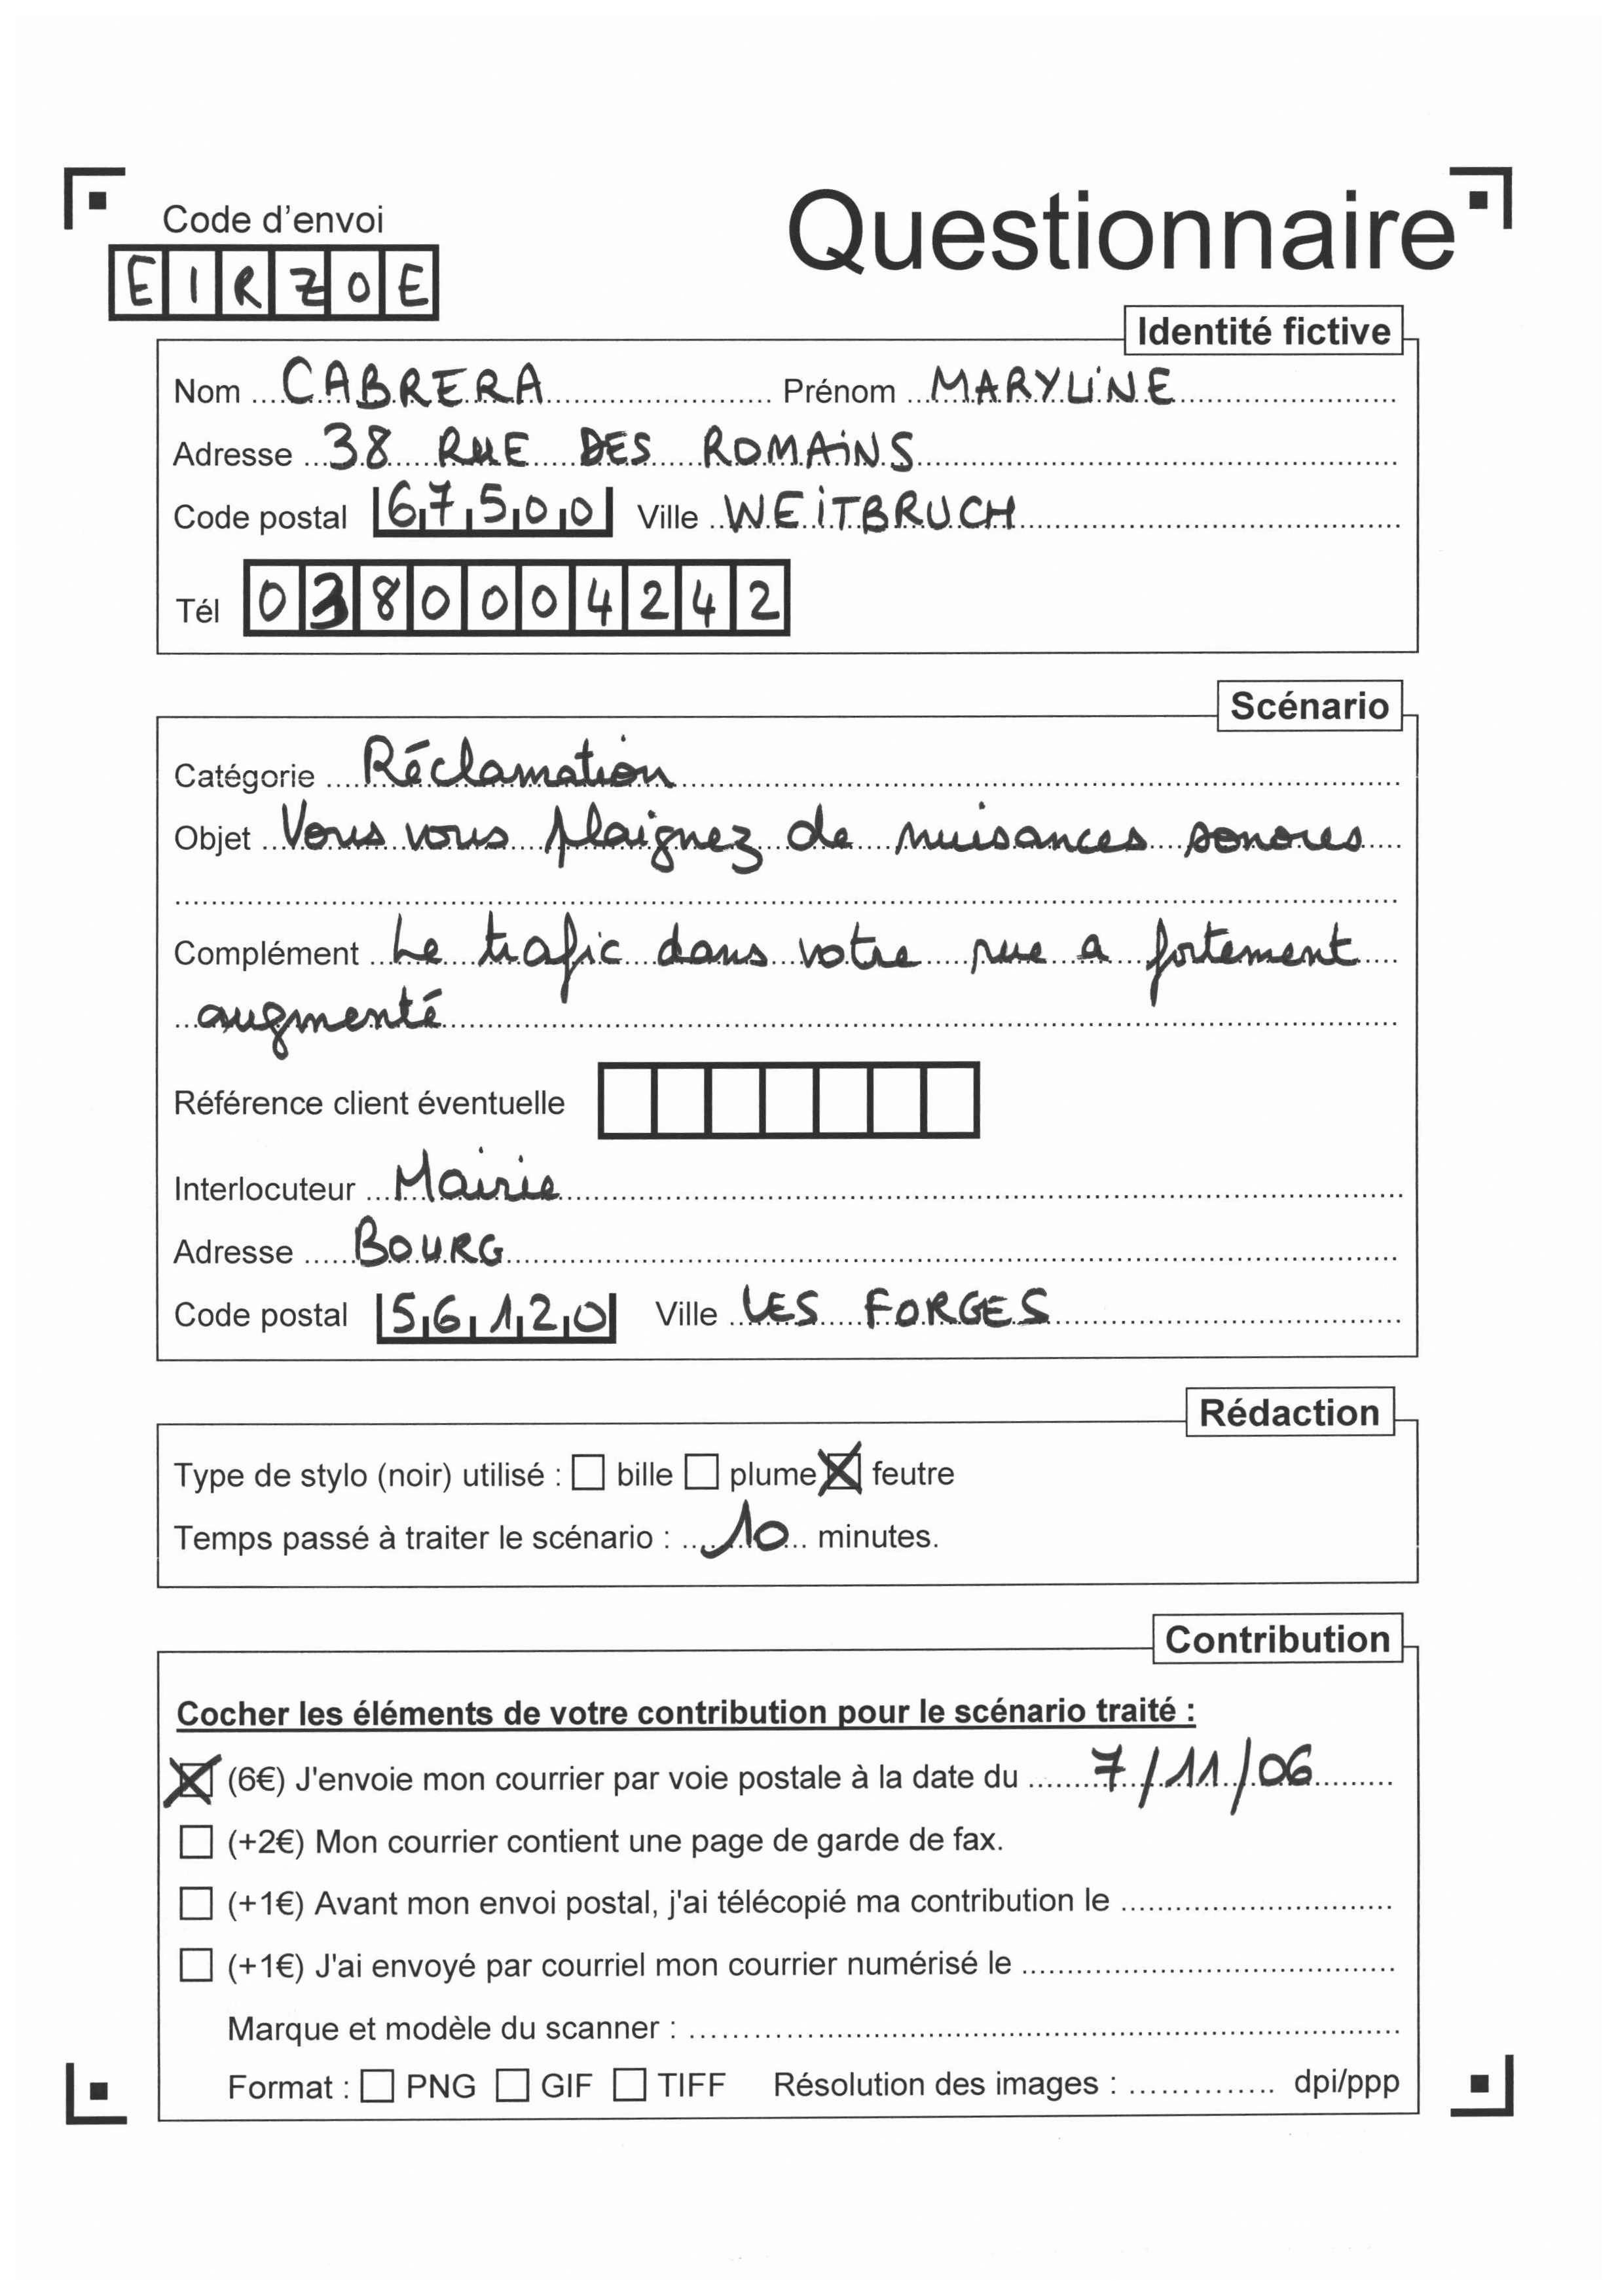 Code d'envoi
Questionnaire
EIRZOE
Identité fictive
Nom CABRERA Prénom MARYLINE
Adresse 38 RUE DES ROMAINS
Code postal 67500 Ville WEITBRUCH
Tél 0380004242
Scénario
Catégorie Réclamation
Objet Vous vous plaignez de nuisances sonores
Complément Le trafic dans votre rue a fortement
augmenté
Référence client éventuelle
Interlocuteur Mairie
Adresse BOURG
Code postal 56120 Ville LES FORGES
Rédaction
Type de stylo (noir) utilisé : ☐ bille ☐ plume ☒ feutre
Temps passé à traiter le scénario : 10 minutes.
Contribution
Cocher les éléments de votre contribution pour le scénario traité :
☒ (6€) J'envoie mon courrier par voie postale à la date du 7/11/06
☐ (+2€) Mon courrier contient une page de garde de fax.
☐ (+1€) Avant mon envoi postal, j'ai télécopié ma contribution le
☐ (+1€) J'ai envoyé par courriel mon courrier numérisé le
Marque et modèle du scanner :
Format : ☐ PNG ☐ GIF ☐ TIFF Résolution des images : dpi/ppp